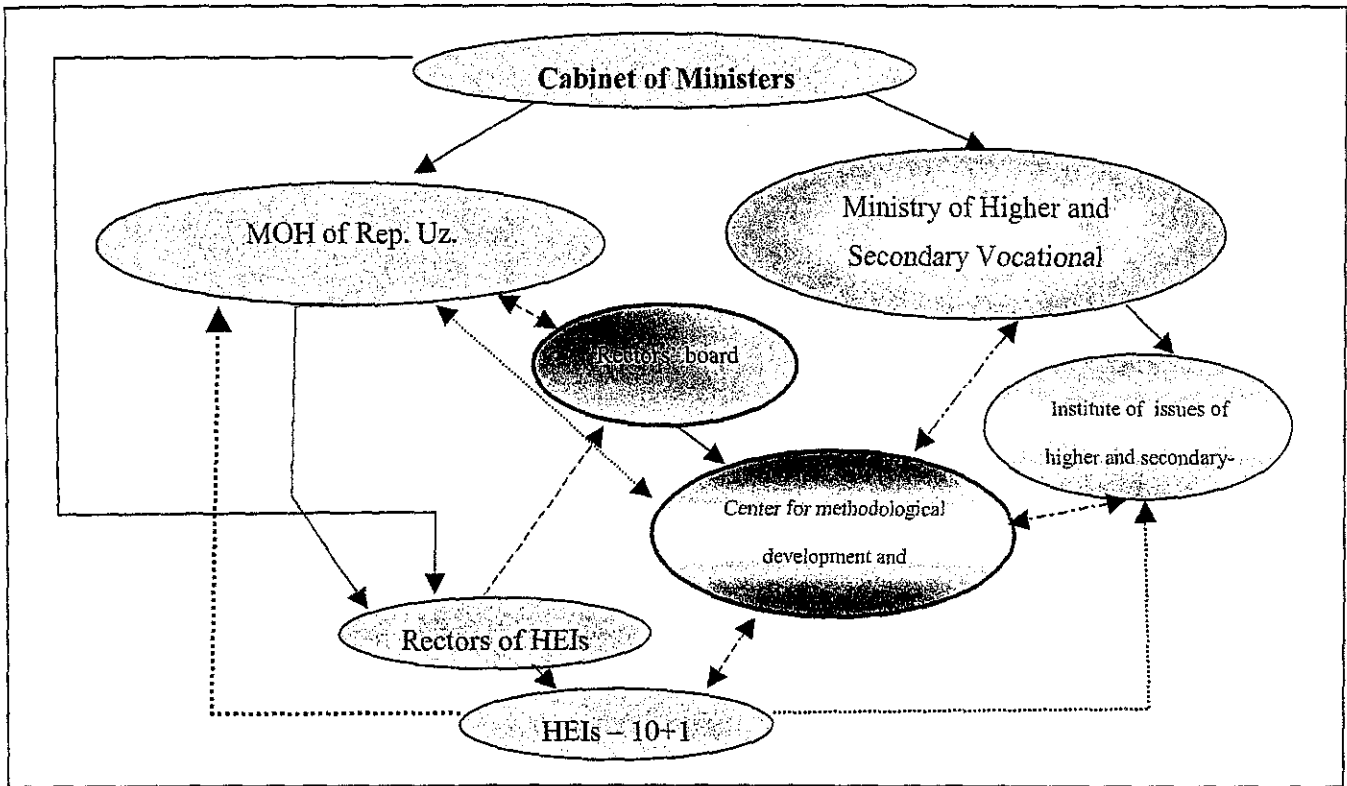 Cabinet of Ministers
MOH of Rep. Uz.
Ministry of Higher and
Secondary Vocational
Rectors board
Institute of issues of
higher and secondary-
Center for methodological
development and
Rectors of HEIs
HEIs – 10+1